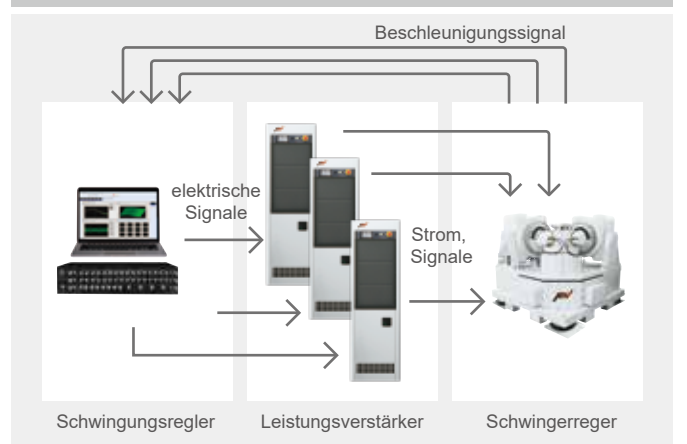 Beschleunigungssignal
elektrische
Signale
Strom,
Signale
Schwingungsregler
Leistungsverstärker
Schwingerreger